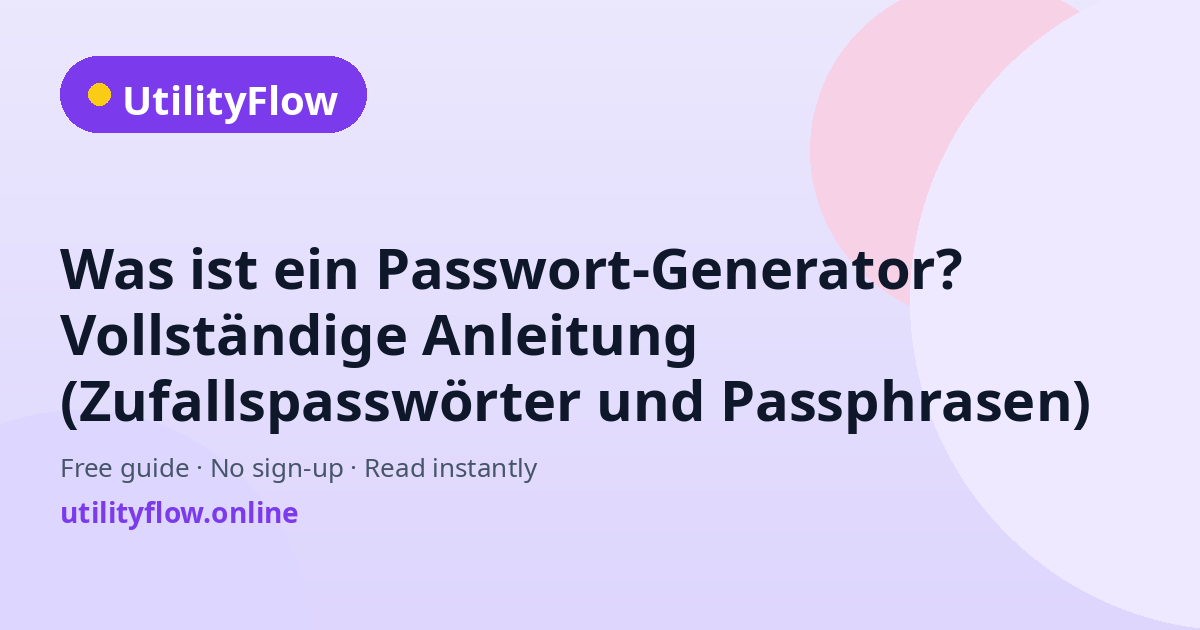 UtilityFlow
Was ist ein Passwort-Generator?
Vollständige Anleitung
(Zufallspasswörter und Passphrasen)
Free guide · No sign-up · Read instantly
utilityflow.online